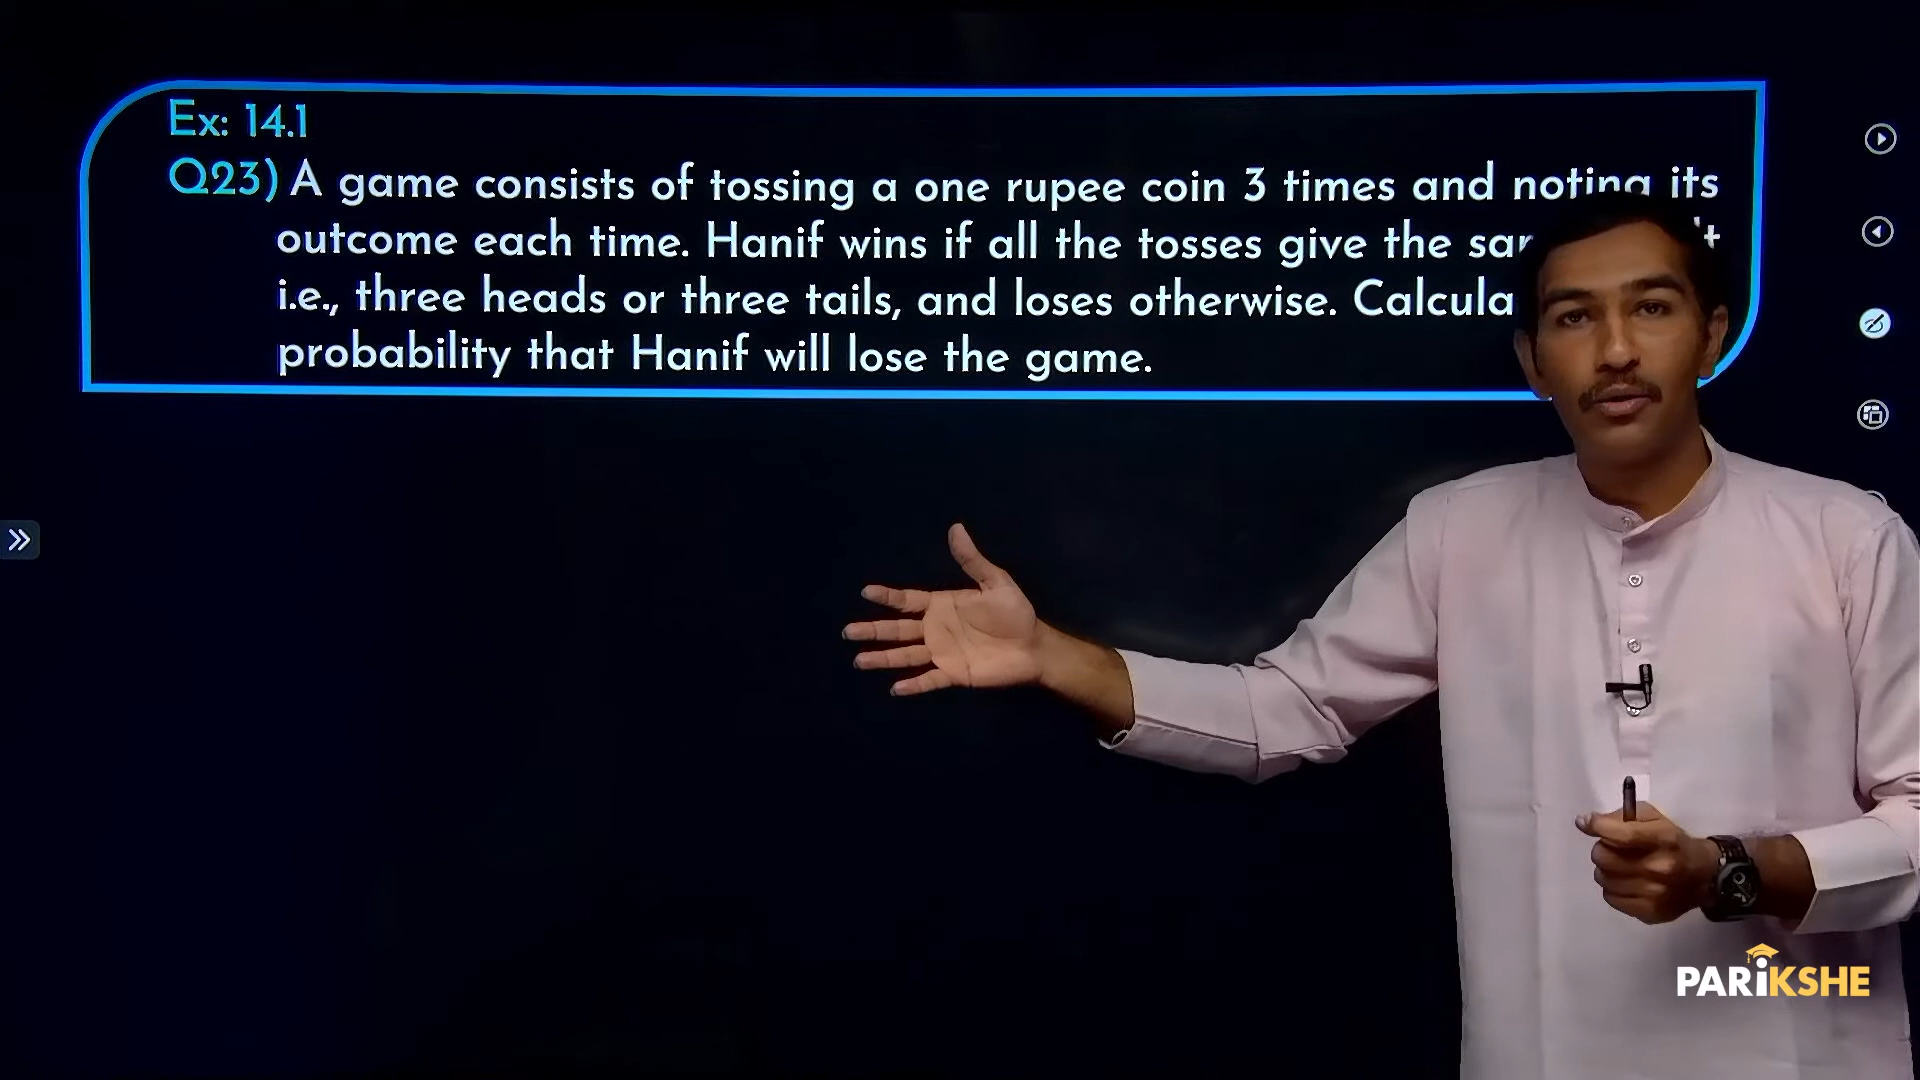 Ex: 14.1
Q23) A game consists of tossing a one rupee coin 3 times and noting its
outcome each time. Hanif wins if all the tosses give the
i.e., three heads or three tails, and loses otherwise.
probability that Hanif will lose the game.
PARiKSHE